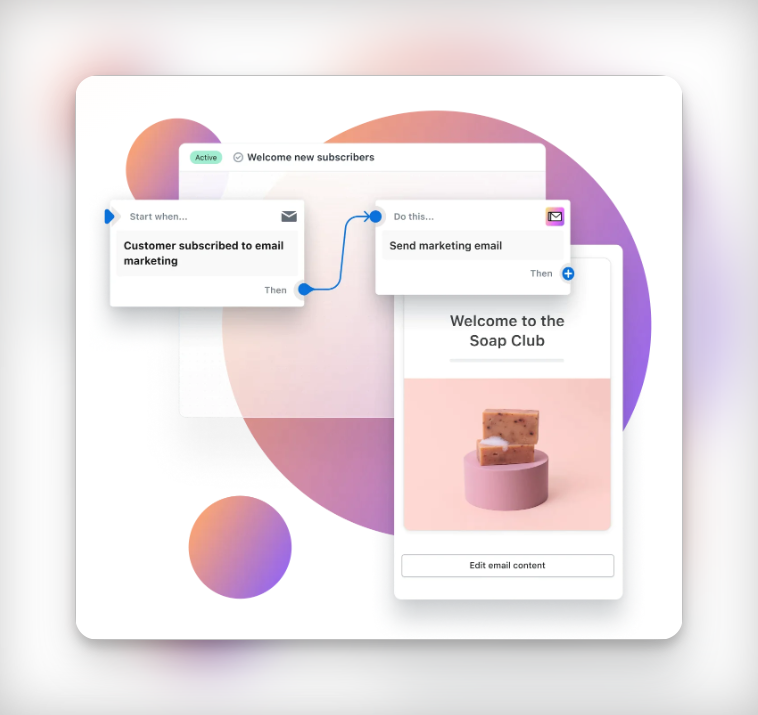 Active
Welcome new subscribers
Start when...
Customer subscribed to email
marketing
Then
Do this...
Send marketing email
Then
Welcome to the
Soap Club
Edit email content